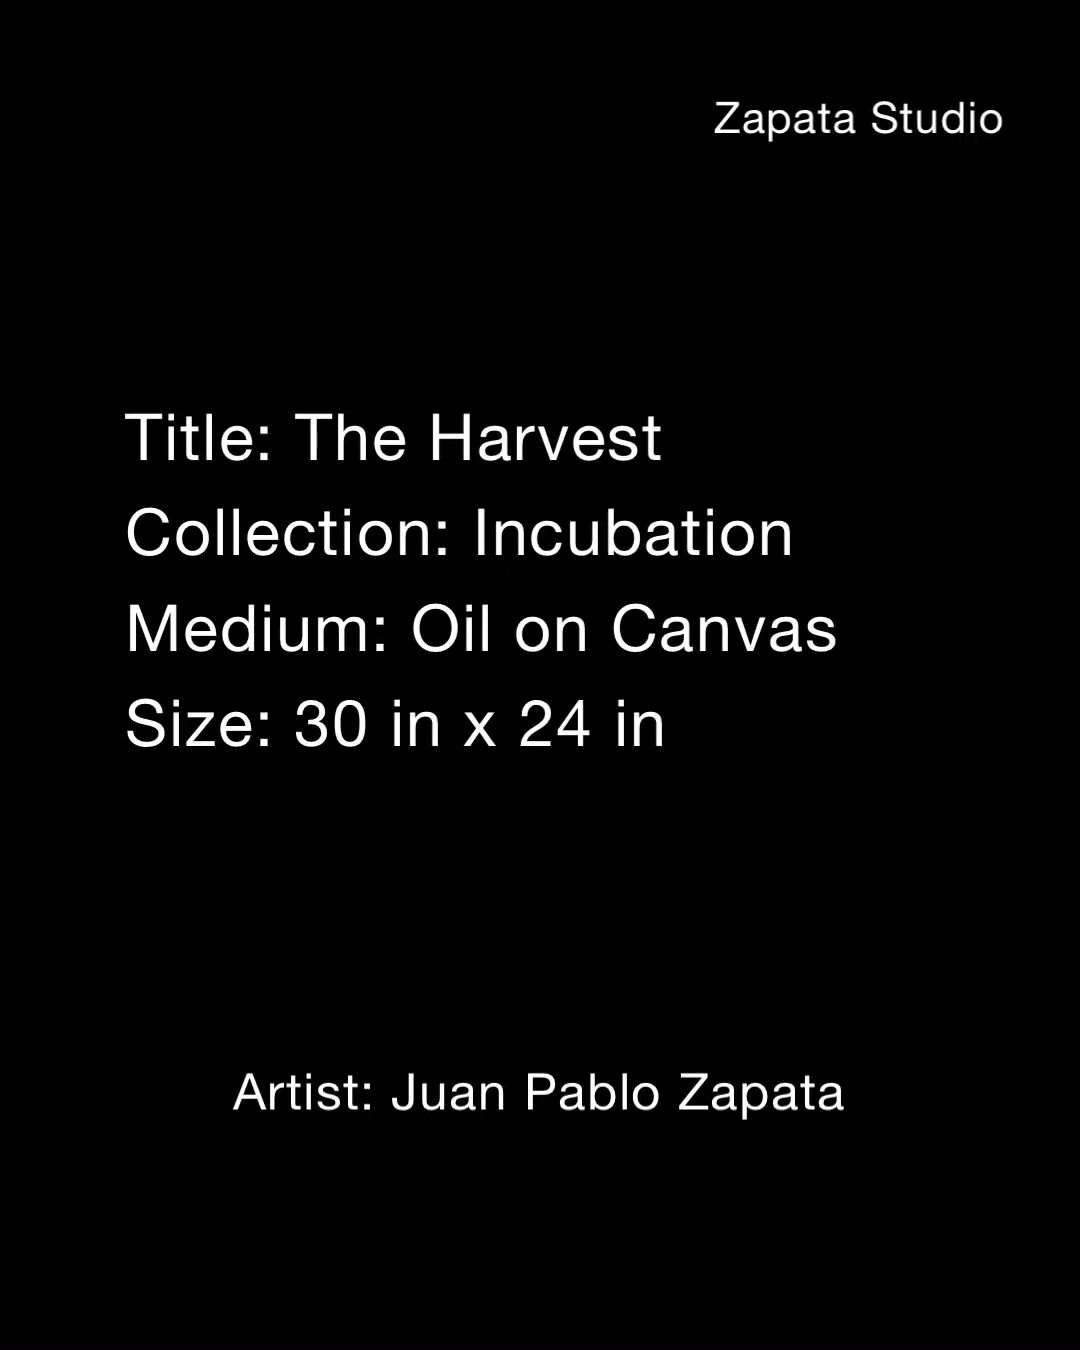 Zapata Studio
Title: The Harvest
Collection: Incubation
Medium: Oil on Canvas
Size: 30 in x 24 in
Artist: Juan Pablo Zapata